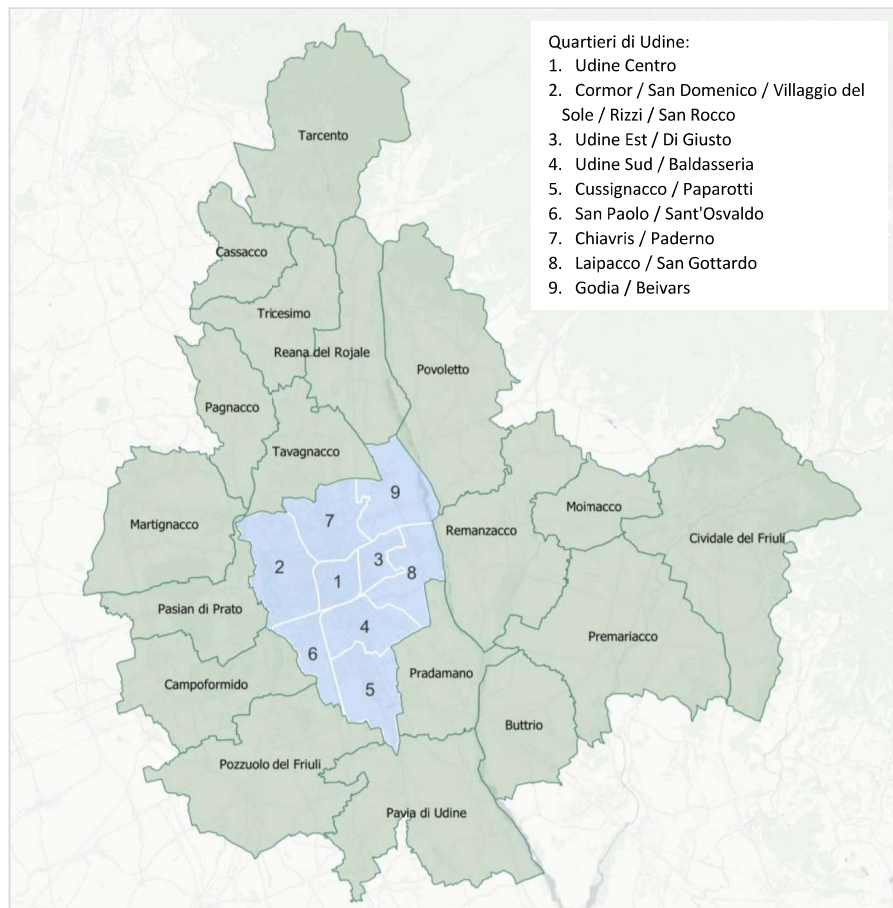 Quartieri di Udine:
1. Udine Centro
2. Cormor / San Domenico / Villaggio del
Sole / Rizzi / San Rocco
3. Udine Est / Di Giusto
4. Udine Sud / Baldasseria
5. Cussignacco / Paparotti
6. San Paolo / Sant'Osvaldo
7. Chiavris / Paderno
8. Laipacco / San Gottardo
9. Godia / Beivars
Tarcento
Cassacco
Tricesimo
Reana del Rojale
Povoletto
Pagnacco
Tavagnacco
9
Martignacco
7
Remanzacco
Moimacco
Cividale del Friuli
2
1
3
8
Pasian di Prato
4
Premariacco
6
Campoformido
5
Pradamano
Buttrio
Pozzuolo del Friuli
Pavia di Udine